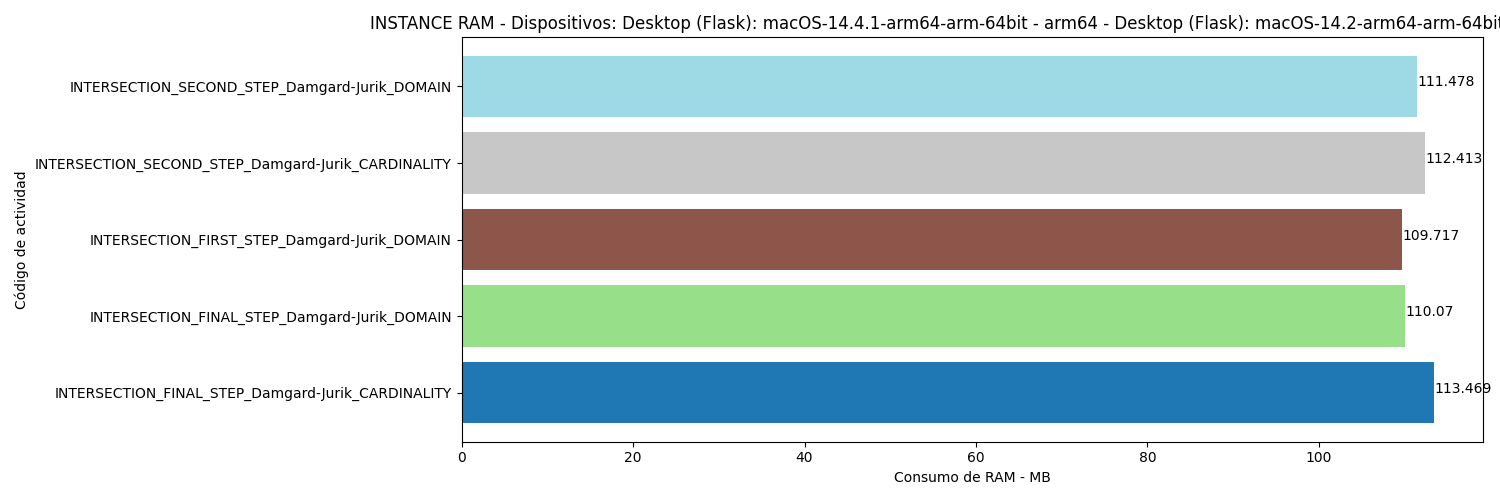 INSTANCE RAM - Dispositivos: Desktop (Flask): macOS-14.4.1-arm64-arm-64bit - arm64 - Desktop (Flask): macOS-14.2-arm64-arm-64bit
Código de actividad
INTERSECTION_SECOND_STEP_Damgard-Jurik_DOMAIN
111.478
INTERSECTION_SECOND_STEP_Damgard-Jurik_CARDINALITY
112.413
INTERSECTION_FIRST_STEP_Damgard-Jurik_DOMAIN
109.717
INTERSECTION_FINAL_STEP_Damgard-Jurik_DOMAIN
110.07
INTERSECTION_FINAL_STEP_Damgard-Jurik_CARDINALITY
113.469
0 20 40 60 80 100
Consumo de RAM - MB